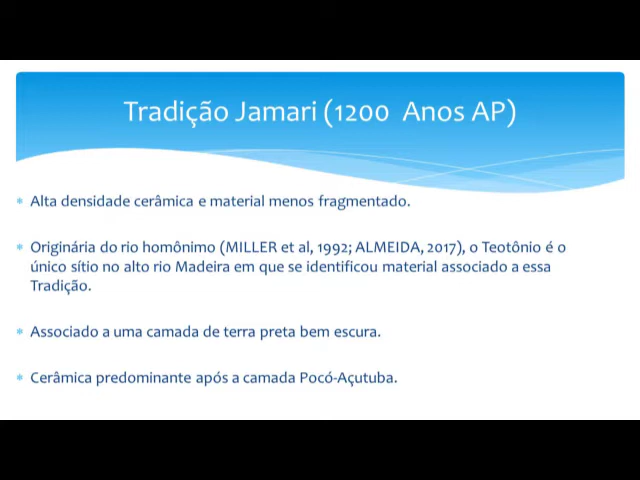 Tradição Jamari (1200  Anos AP)
Alta densidade cerâmica e material menos fragmentado.
Originária do rio homônimo (MILLER et al, 1992; ALMEIDA, 2017), o Teotônio é o
único sítio no alto rio Madeira em que se identificou material associado a essa
Tradição.
Associado a uma camada de terra preta bem escura.
Cerâmica predominante após a camada Pocó-Açutuba.